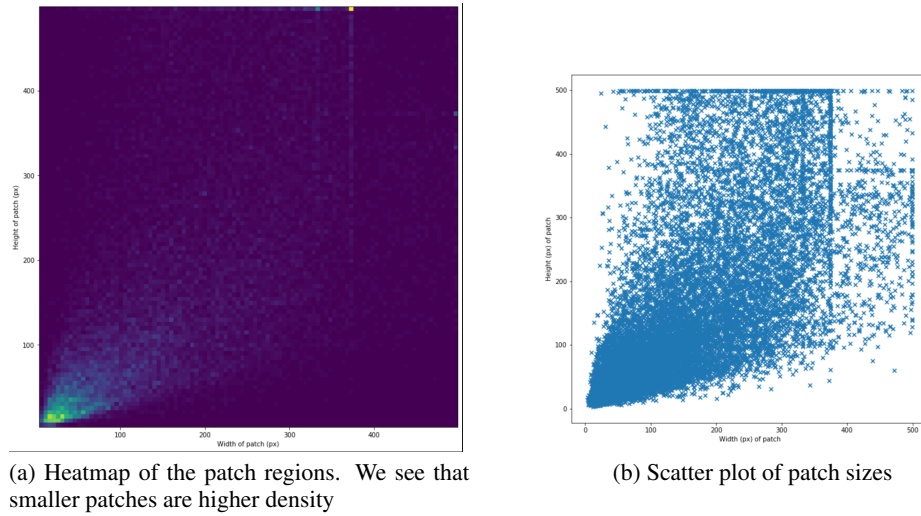 400
300
200
100
Height of patch (px)
100
200
300
400
Width of patch (px)
500
400
300
200
100
0
Height (px) of patch
0
100
200
300
400
500
Width (px) of patch
(a) Heatmap of the patch regions. We see that
smaller patches are higher density
(b) Scatter plot of patch sizes